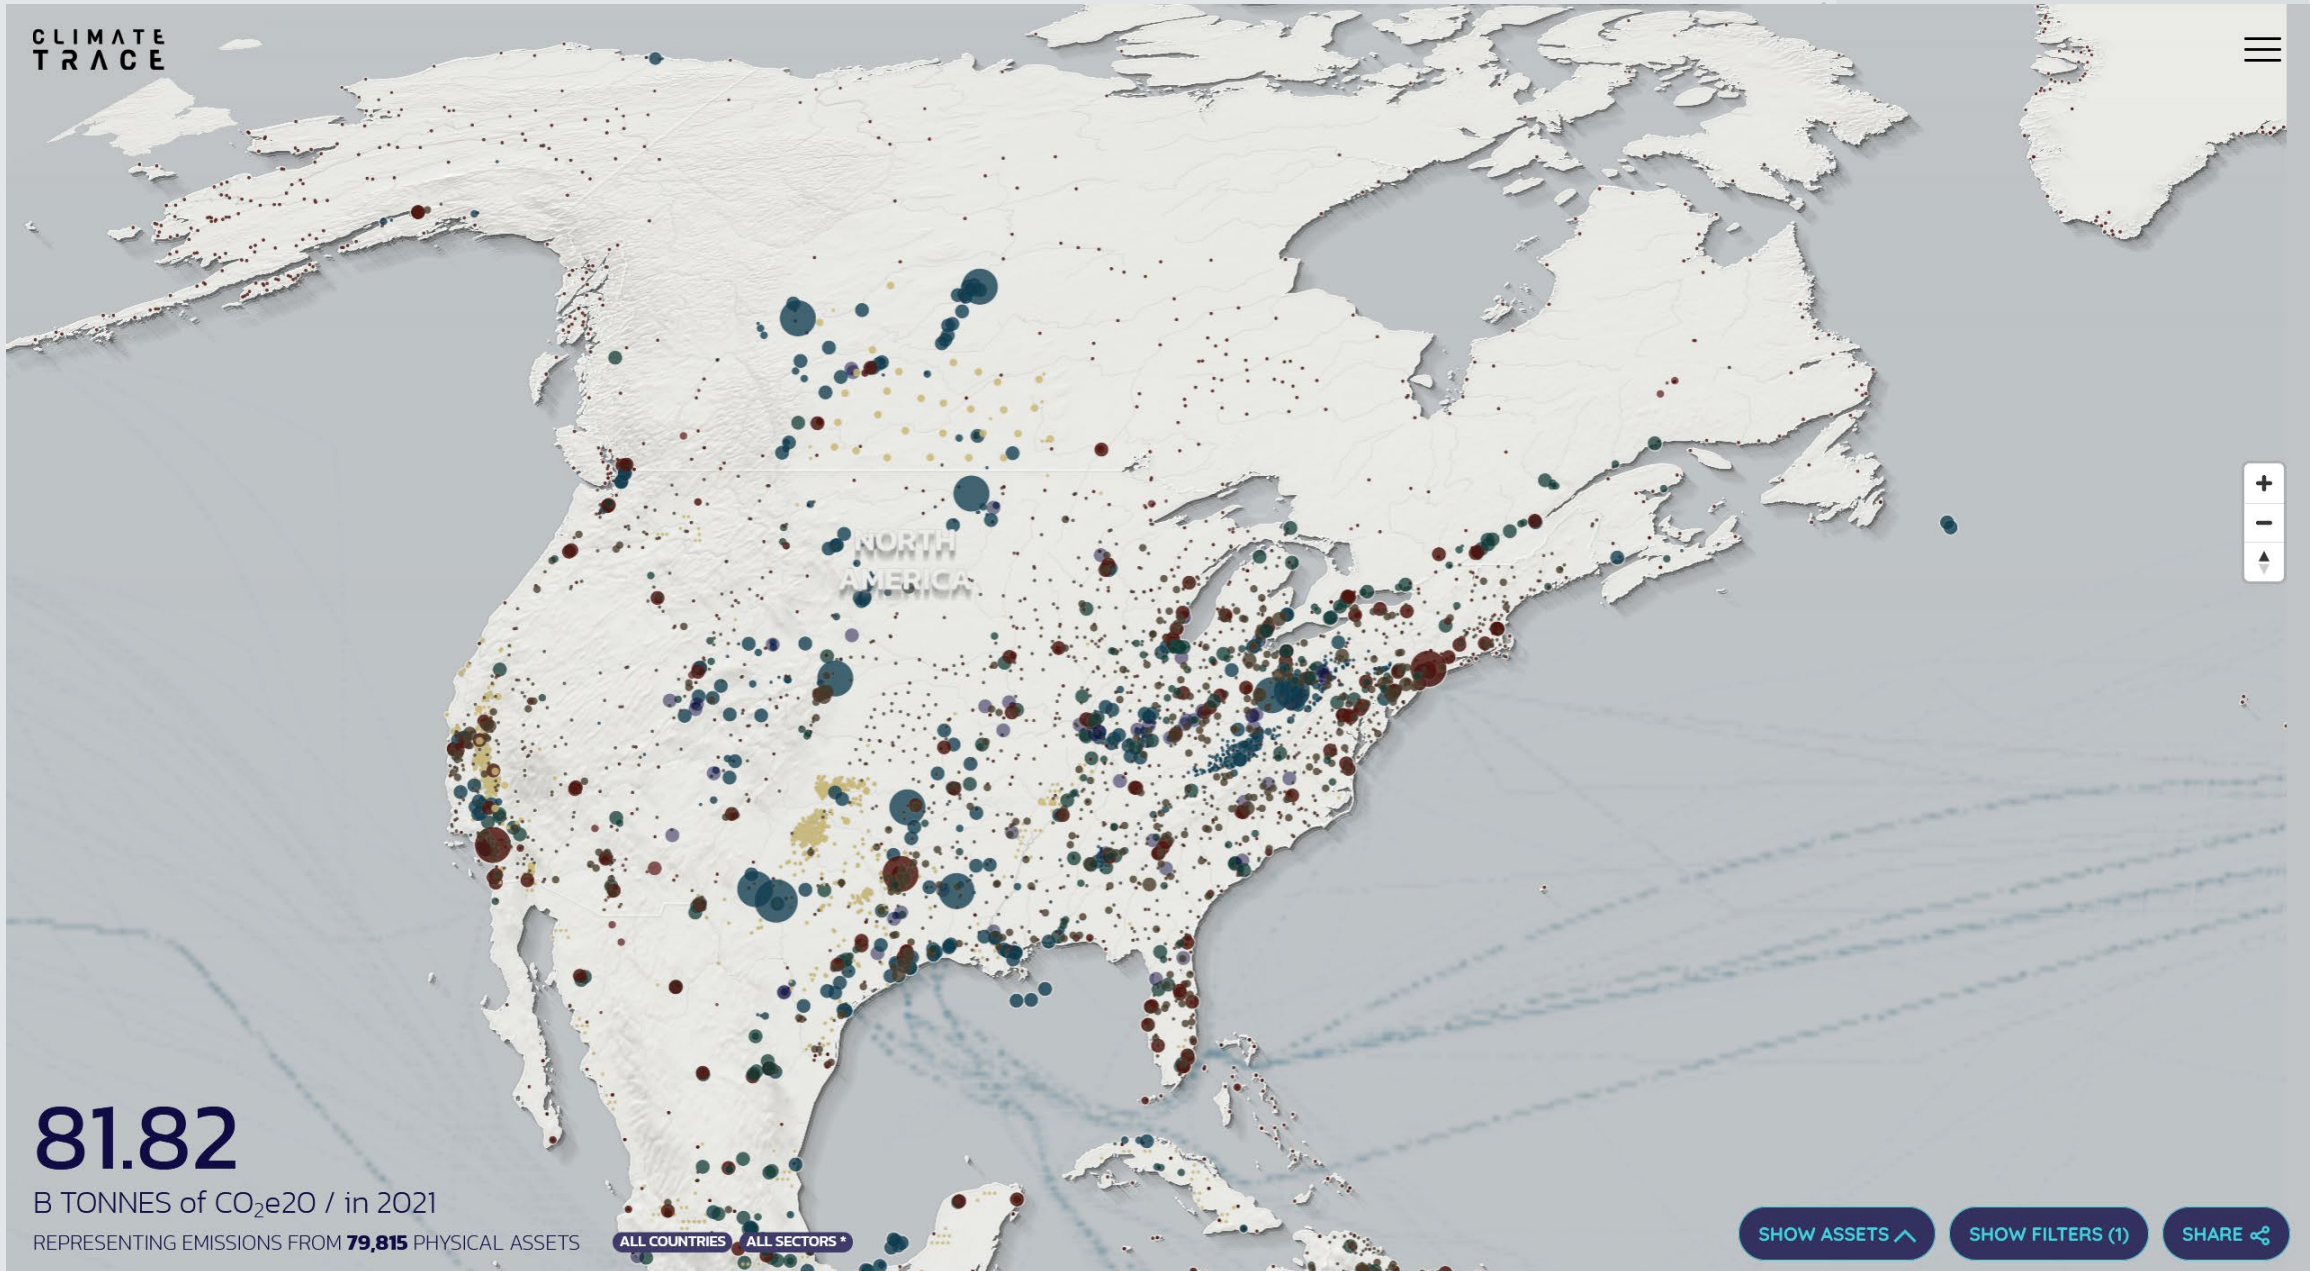 CLIMATE
TRACE
NORTH
AMERICA
81.82
B TONNES of CO₂e20 / in 2021
REPRESENTING EMISSIONS FROM 79,815 PHYSICAL ASSETS
ALL COUNTRIES
ALL SECTORS *
SHOW ASSETS
SHOW FILTERS (1)
SHARE